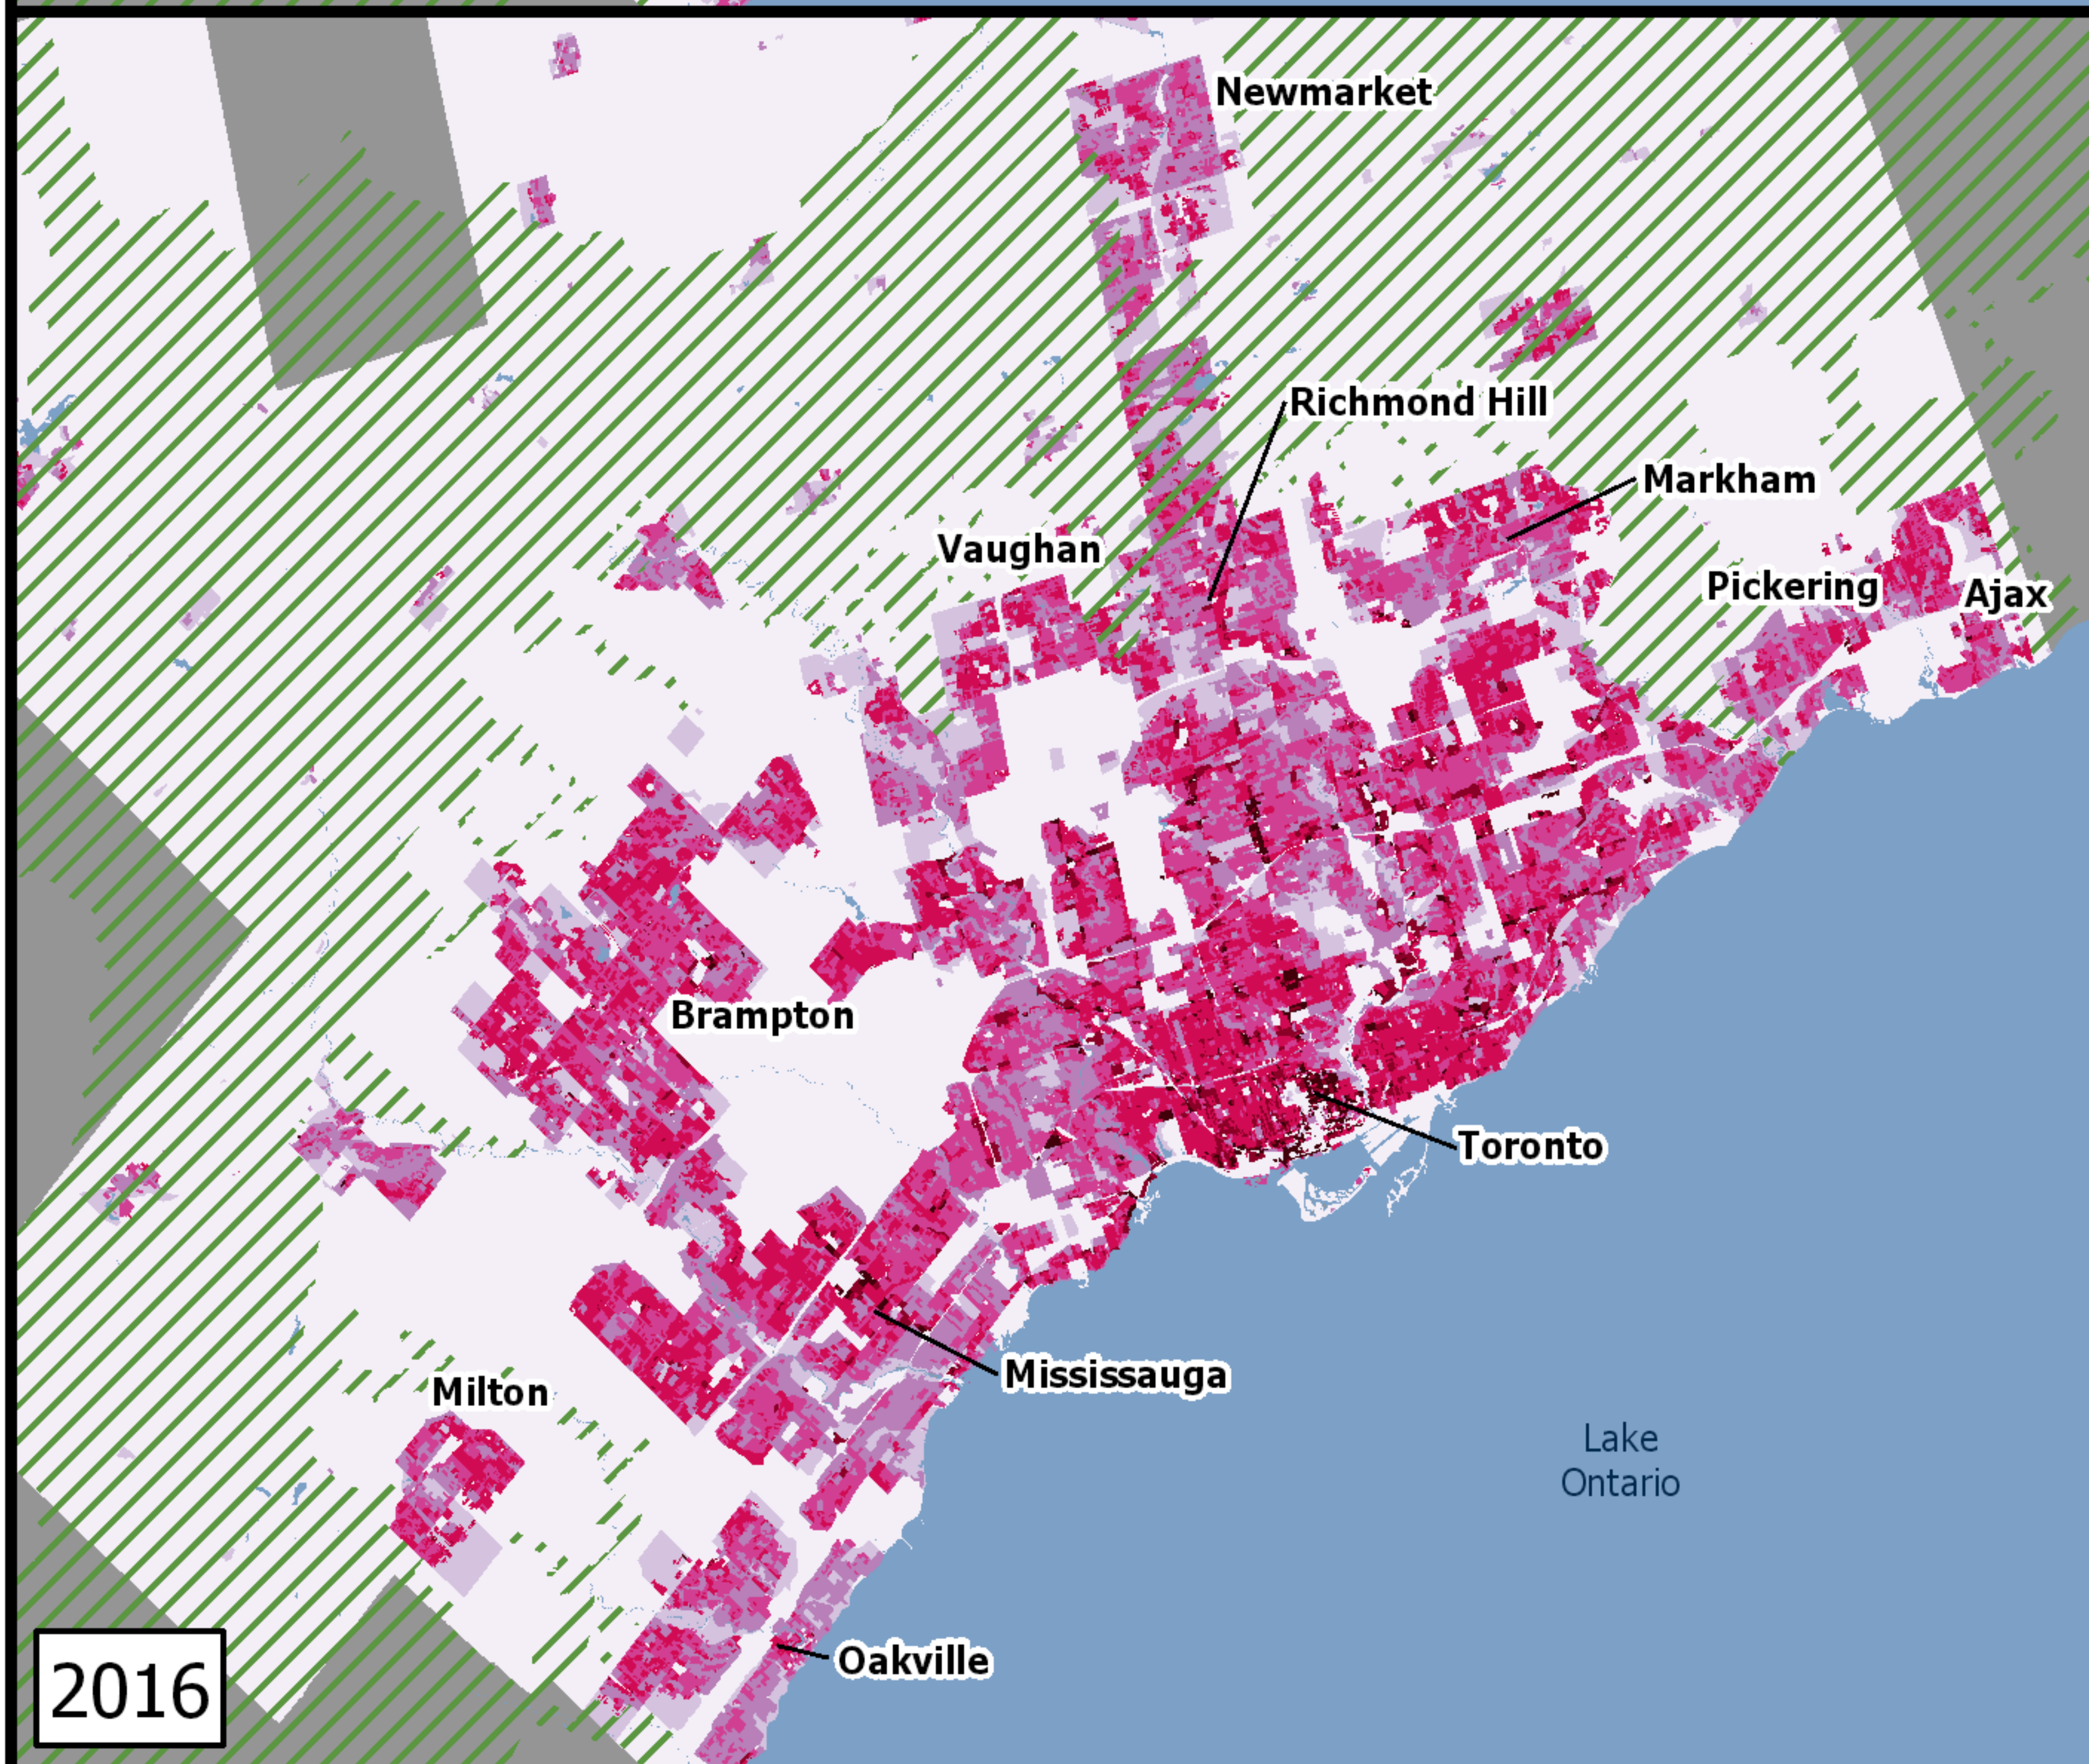 Newmarket
Richmond Hill
Markham
Vaughan
Pickering
Ajax
Brampton
Toronto
Mississauga
Milton
Lake
Ontario
Oakville
2016